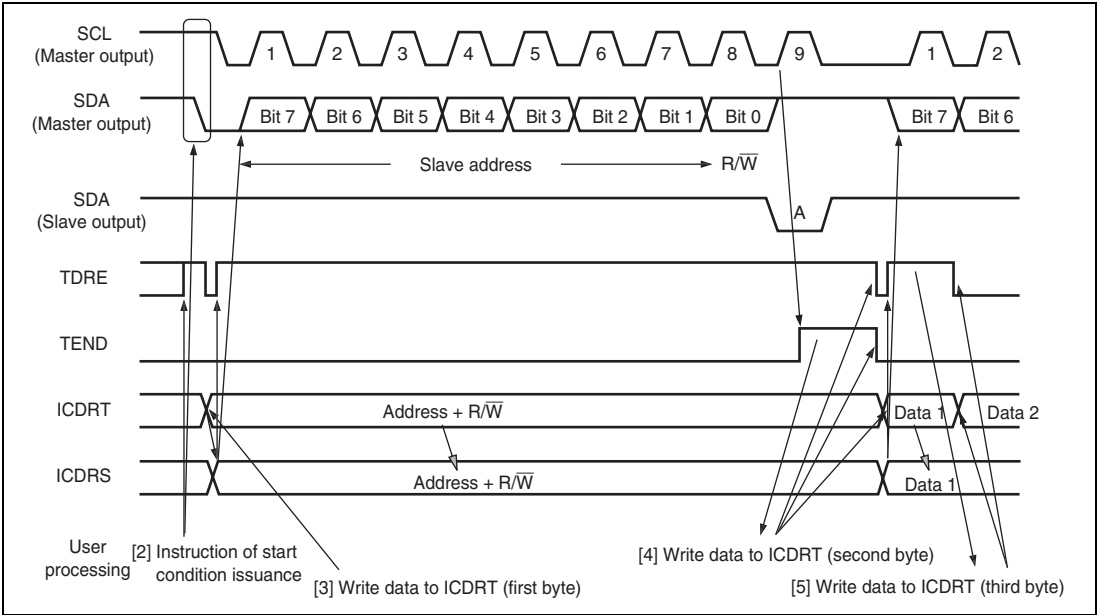 SCL
(Master output)
1 2 3 4 5 6 7 8 9 1 2
SDA
(Master output)
Bit 7 Bit 6 Bit 5 Bit 4 Bit 3 Bit 2 Bit 1 Bit 0 Bit 7 Bit 6
Slave address R/W̅
SDA
(Slave output)
A
TDRE
TEND
ICDRT
Address + R/W̅ Data 1 Data 2
ICDRS
Address + R/W̅ Data 1
User
processing
[2] Instruction of start
condition issuance
[3] Write data to ICDRT (first byte)
[4] Write data to ICDRT (second byte)
[5] Write data to ICDRT (third byte)